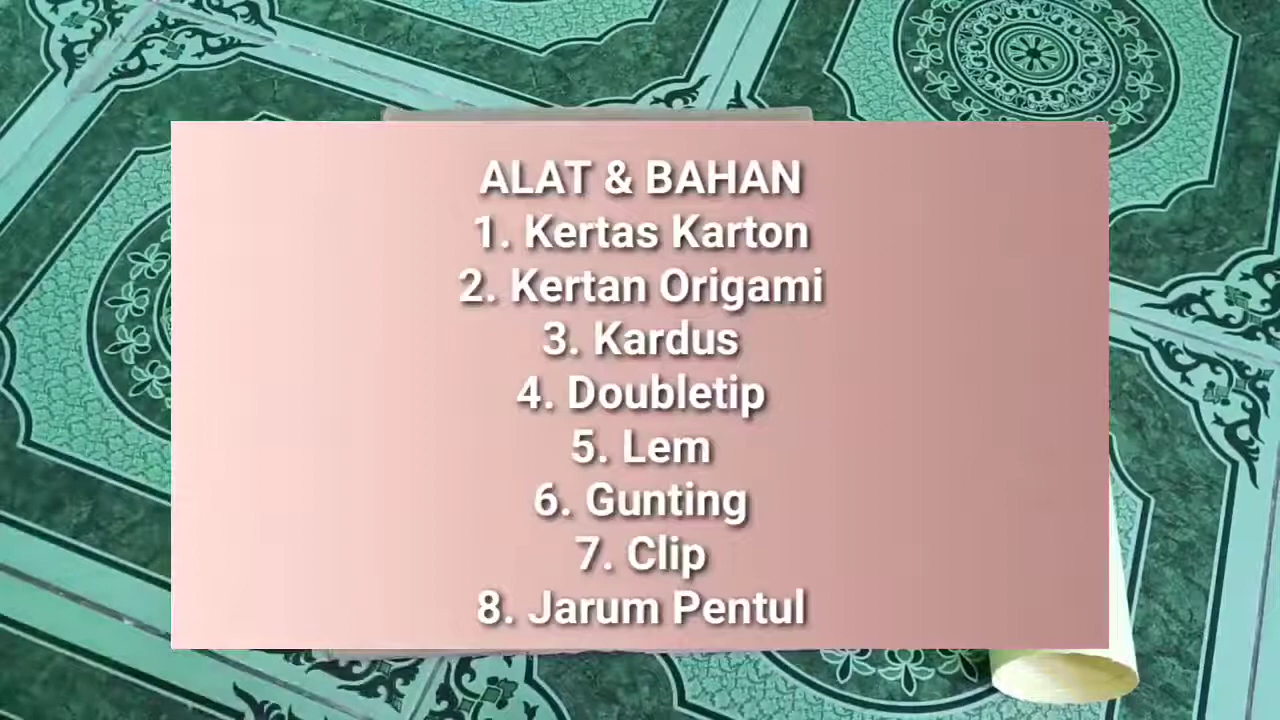 ALAT & BAHAN
1. Kertas Karton
2. Kertan Origami
3. Kardus
4. Doubletip
5. Lem
6. Gunting
7. Clip
8. Jarum Pentul